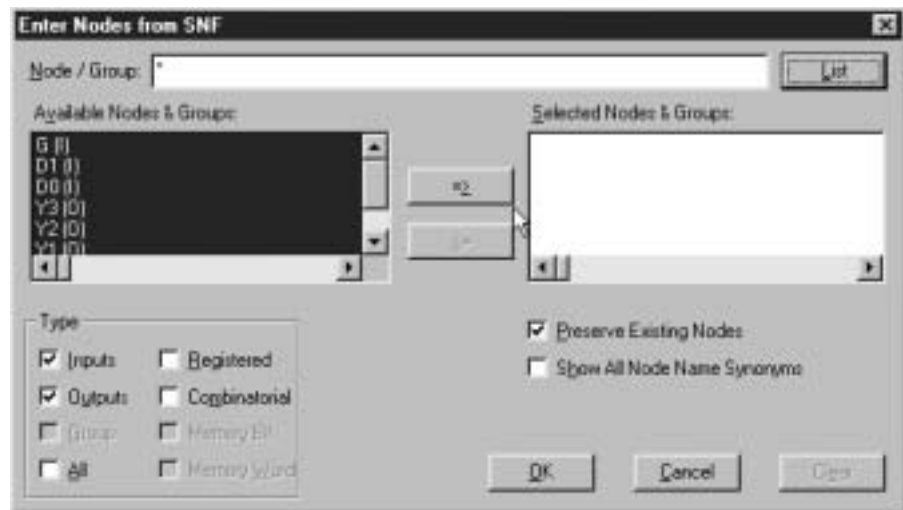 Enter Nodes from SNF
Node / Group: *
List
Available Nodes & Groups:
Selected Nodes & Groups:
G (I)
D1 (I)
D0 (I)
Y3 (O)
Y2 (O)
Y1 (O)
=>
Type
Inputs
Registered
Outputs
Combinatorial
Group
Memory Bit
All
Memory Word
Preserve Existing Nodes
Show All Node Name Synonyms
OK
Cancel
Clear